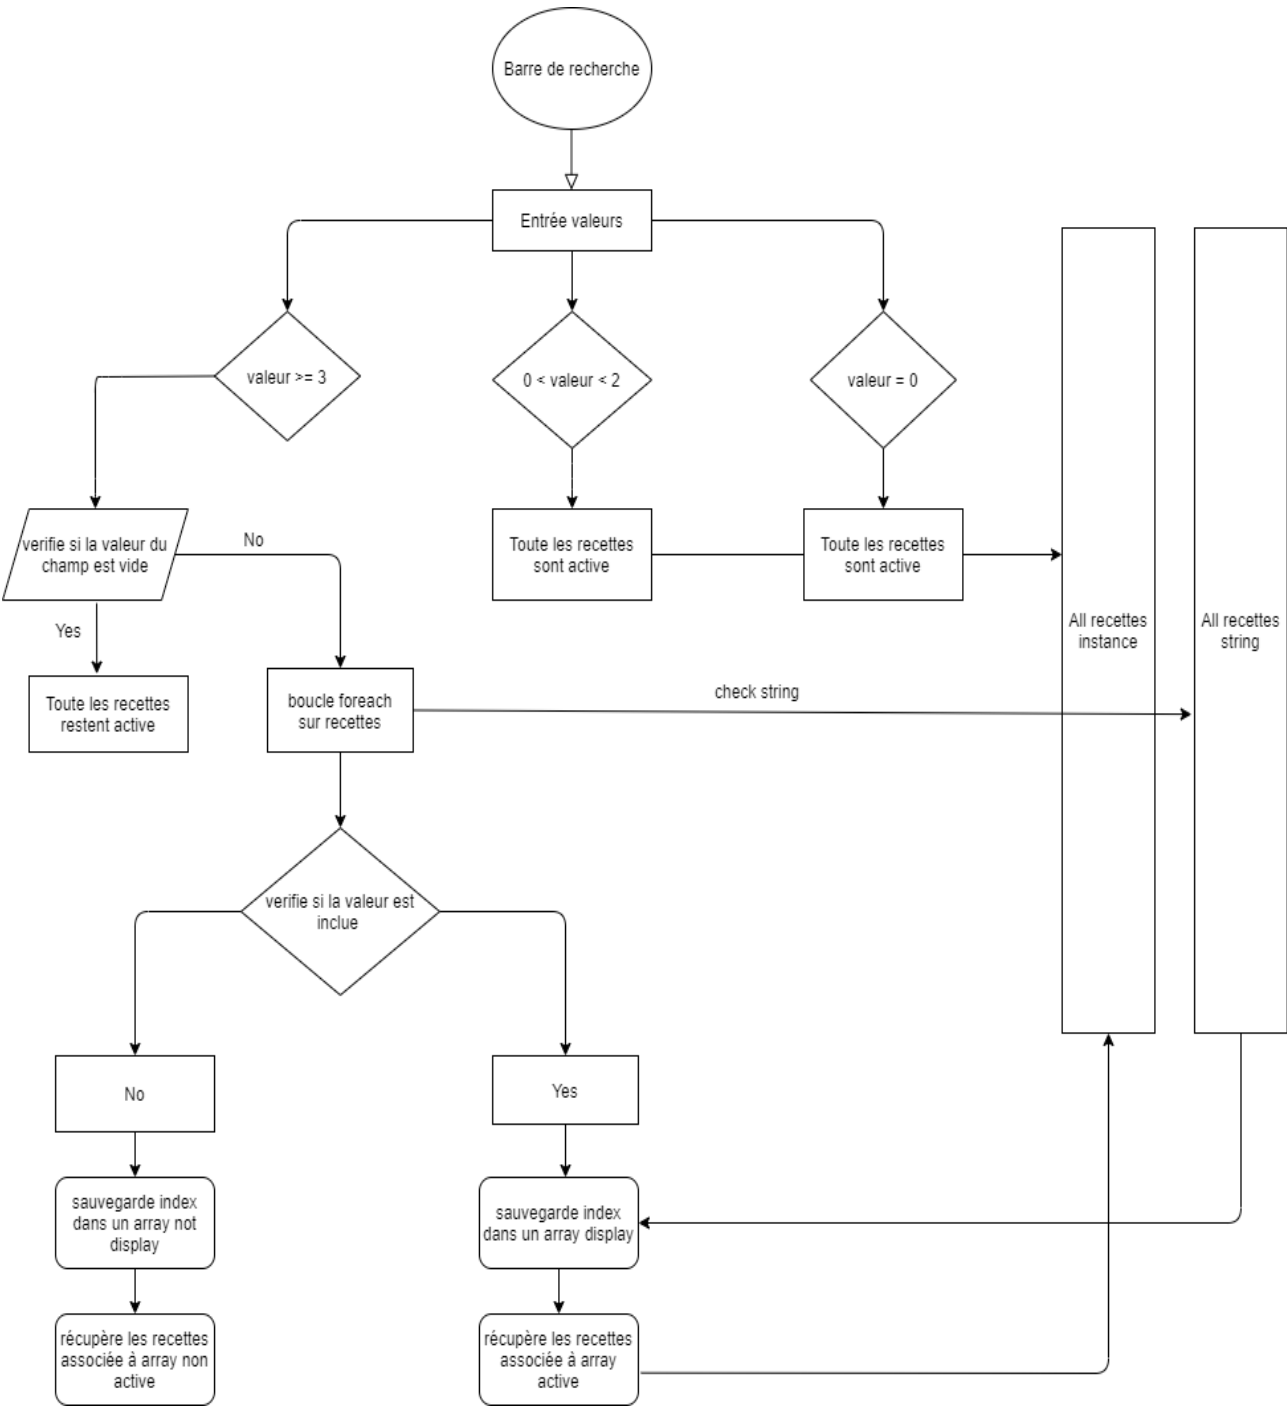 Barre de recherche
Entrée valeurs
valeur >= 3
0 < valeur < 2
valeur = 0
verifie si la valeur du
champ est vide
No
Toute les recettes
sont active
Toute les recettes
sont active
All recettes
instance
All recettes
string
Yes
Toute les recettes
restent active
boucle foreach
sur recettes
check string
verifie si la valeur est
inclue
No
Yes
sauvegarde index
dans un array not
display
sauvegarde index
dans un array display
récupère les recettes
associée à array non
active
récupère les recettes
associée à array
active